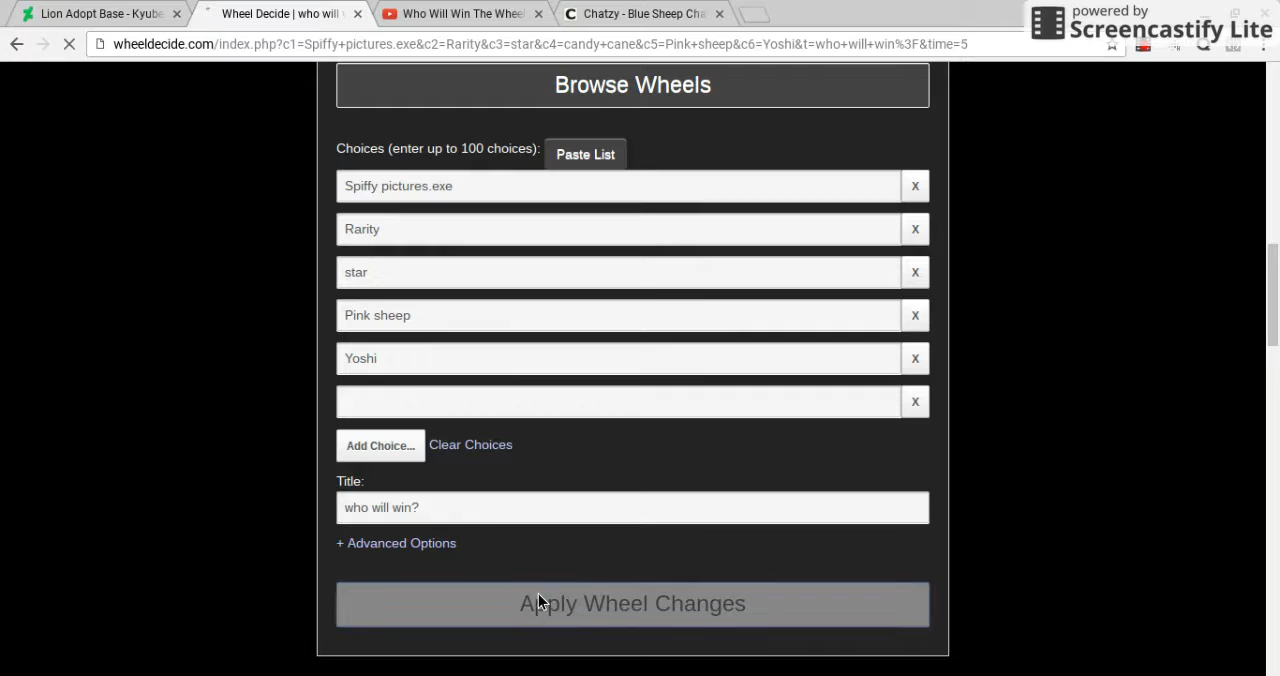 Lion Adopt Base - Kyube
Wheel Decide | who will
Who Will Win The Wheel
Chatzy - Blue Sheep Cha
powered by
Screencastify Lite
wheeldecide.com/index.php?c1=Spiffy+pictures.exe&c2=Rarity&c3=star&c4=candy+cane&c5=Pink+sheep&c6=Yoshi&t=who+will+win%3F&time=5
Browse Wheels
Choices (enter up to 100 choices): Paste List
Spiffy pictures.exe X
Rarity X
star X
Pink sheep X
Yoshi X
X
Add Choice... Clear Choices
Title:
who will win?
+ Advanced Options
Apply Wheel Changes